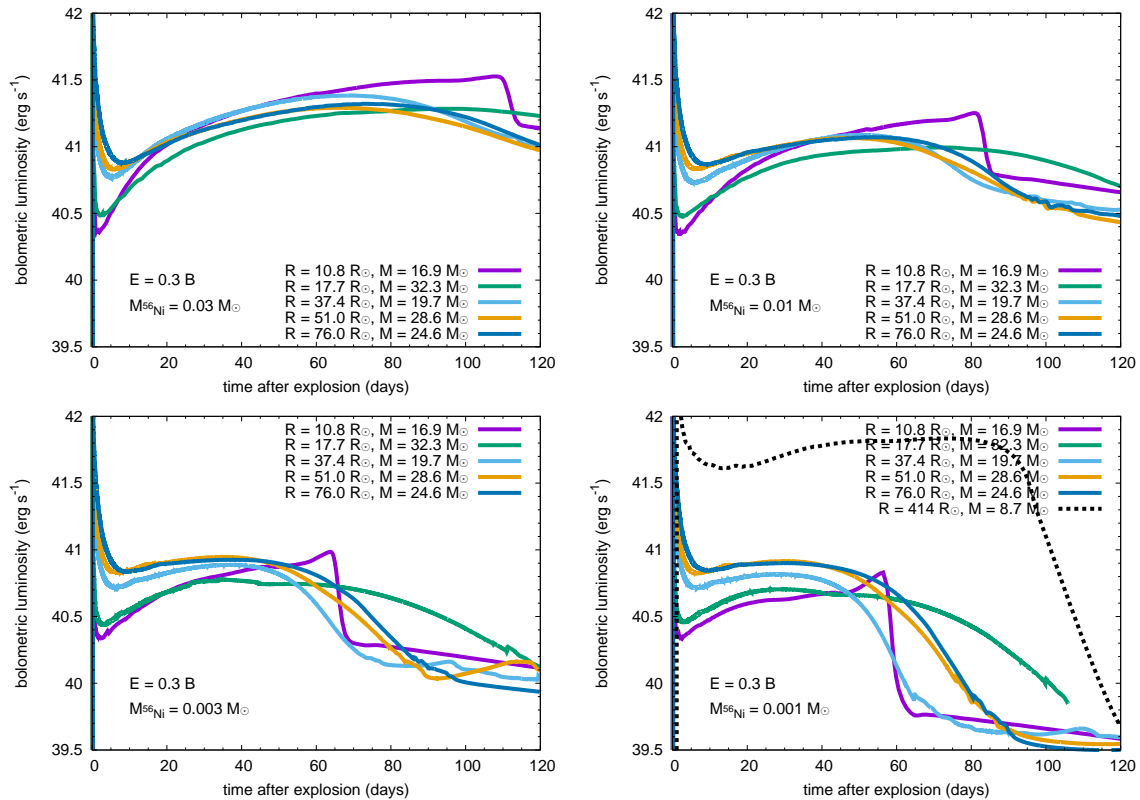 42
41.5
41
40.5
40
39.5
bolometric luminosity (erg s⁻¹)
E = 0.3 B
M⁵⁶Ni = 0.03 M☉
R = 10.8 R☉, M = 16.9 M☉
R = 17.7 R☉, M = 32.3 M☉
R = 37.4 R☉, M = 19.7 M☉
R = 51.0 R☉, M = 28.6 M☉
R = 76.0 R☉, M = 24.6 M☉
0 20 40 60 80 100 120
time after explosion (days)
42
41.5
41
40.5
40
39.5
bolometric luminosity (erg s⁻¹)
E = 0.3 B
M⁵⁶Ni = 0.01 M☉
R = 10.8 R☉, M = 16.9 M☉
R = 17.7 R☉, M = 32.3 M☉
R = 37.4 R☉, M = 19.7 M☉
R = 51.0 R☉, M = 28.6 M☉
R = 76.0 R☉, M = 24.6 M☉
0 20 40 60 80 100 120
time after explosion (days)
42
41.5
41
40.5
40
39.5
bolometric luminosity (erg s⁻¹)
R = 10.8 R☉, M = 16.9 M☉
R = 17.7 R☉, M = 32.3 M☉
R = 37.4 R☉, M = 19.7 M☉
R = 51.0 R☉, M = 28.6 M☉
R = 76.0 R☉, M = 24.6 M☉
E = 0.3 B
M⁵⁶Ni = 0.003 M☉
0 20 40 60 80 100 120
time after explosion (days)
42
41.5
41
40.5
40
39.5
bolometric luminosity (erg s⁻¹)
R = 10.8 R☉, M = 16.9 M☉
R = 17.7 R☉, M = 32.3 M☉
R = 37.4 R☉, M = 19.7 M☉
R = 51.0 R☉, M = 28.6 M☉
R = 76.0 R☉, M = 24.6 M☉
R = 414 R☉, M = 8.7 M☉
E = 0.3 B
M⁵⁶Ni = 0.001 M☉
0 20 40 60 80 100 120
time after explosion (days)